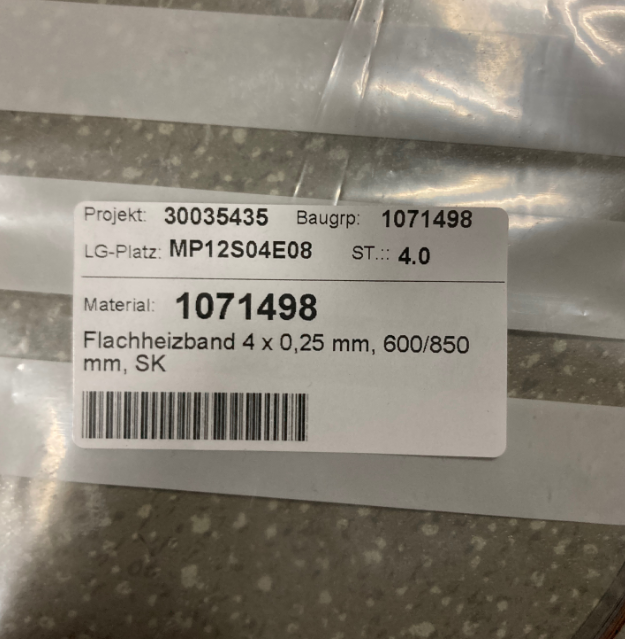 Projekt: 30035435 Baugrp: 1071498
LG-Platz: MP12S04E08 ST.:: 4.0
Material: 1071498
Flachheizband 4 x 0,25 mm, 600/850
mm, SK